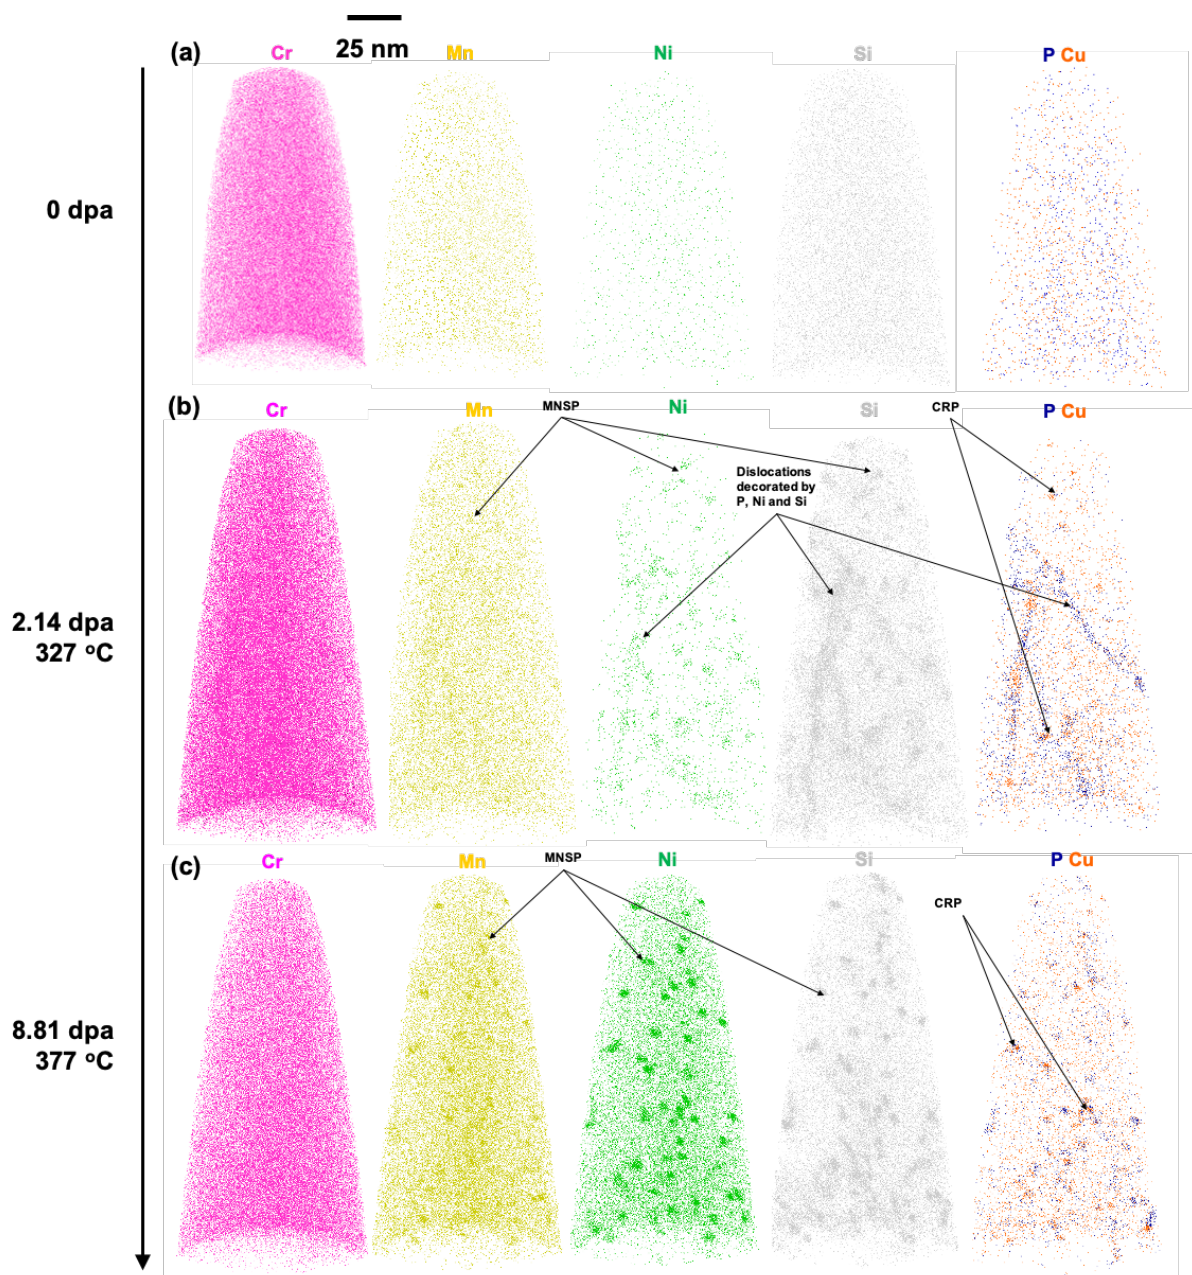 25 nm
(a)
Cr
Mn
Ni
Si
P Cu
0 dpa
(b)
Cr
Mn
MNSP
Ni
Si
CRP
P Cu
Dislocations
decorated by
P, Ni and Si
2.14 dpa
327 °C
(c)
Cr
Mn
MNSP
Ni
Si
P Cu
CRP
8.81 dpa
377 °C